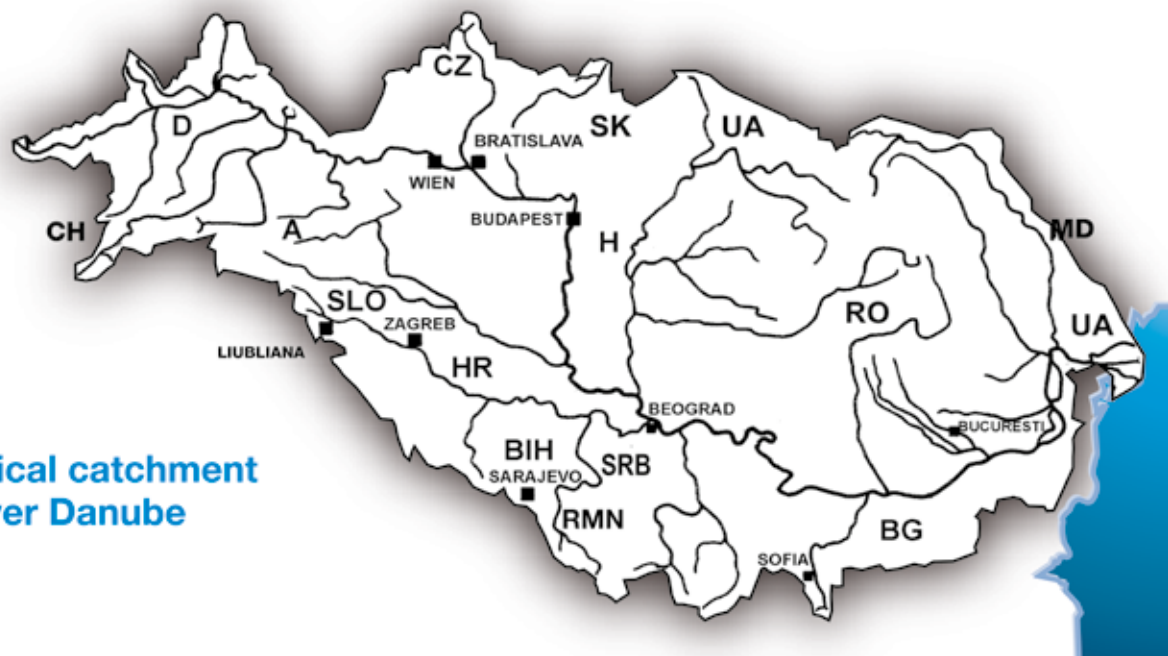 CZ
D
SK
UA
BRATISLAVA
WIEN
BUDAPEST
CH
A
H
MD
SLO
RO
ZAGREB
UA
LIUBLIANA
HR
BEOGRAD
BUCURESTI
BIH
SRB
SARAJEVO
ical catchment
er Danube
RMN
BG
SOFIA